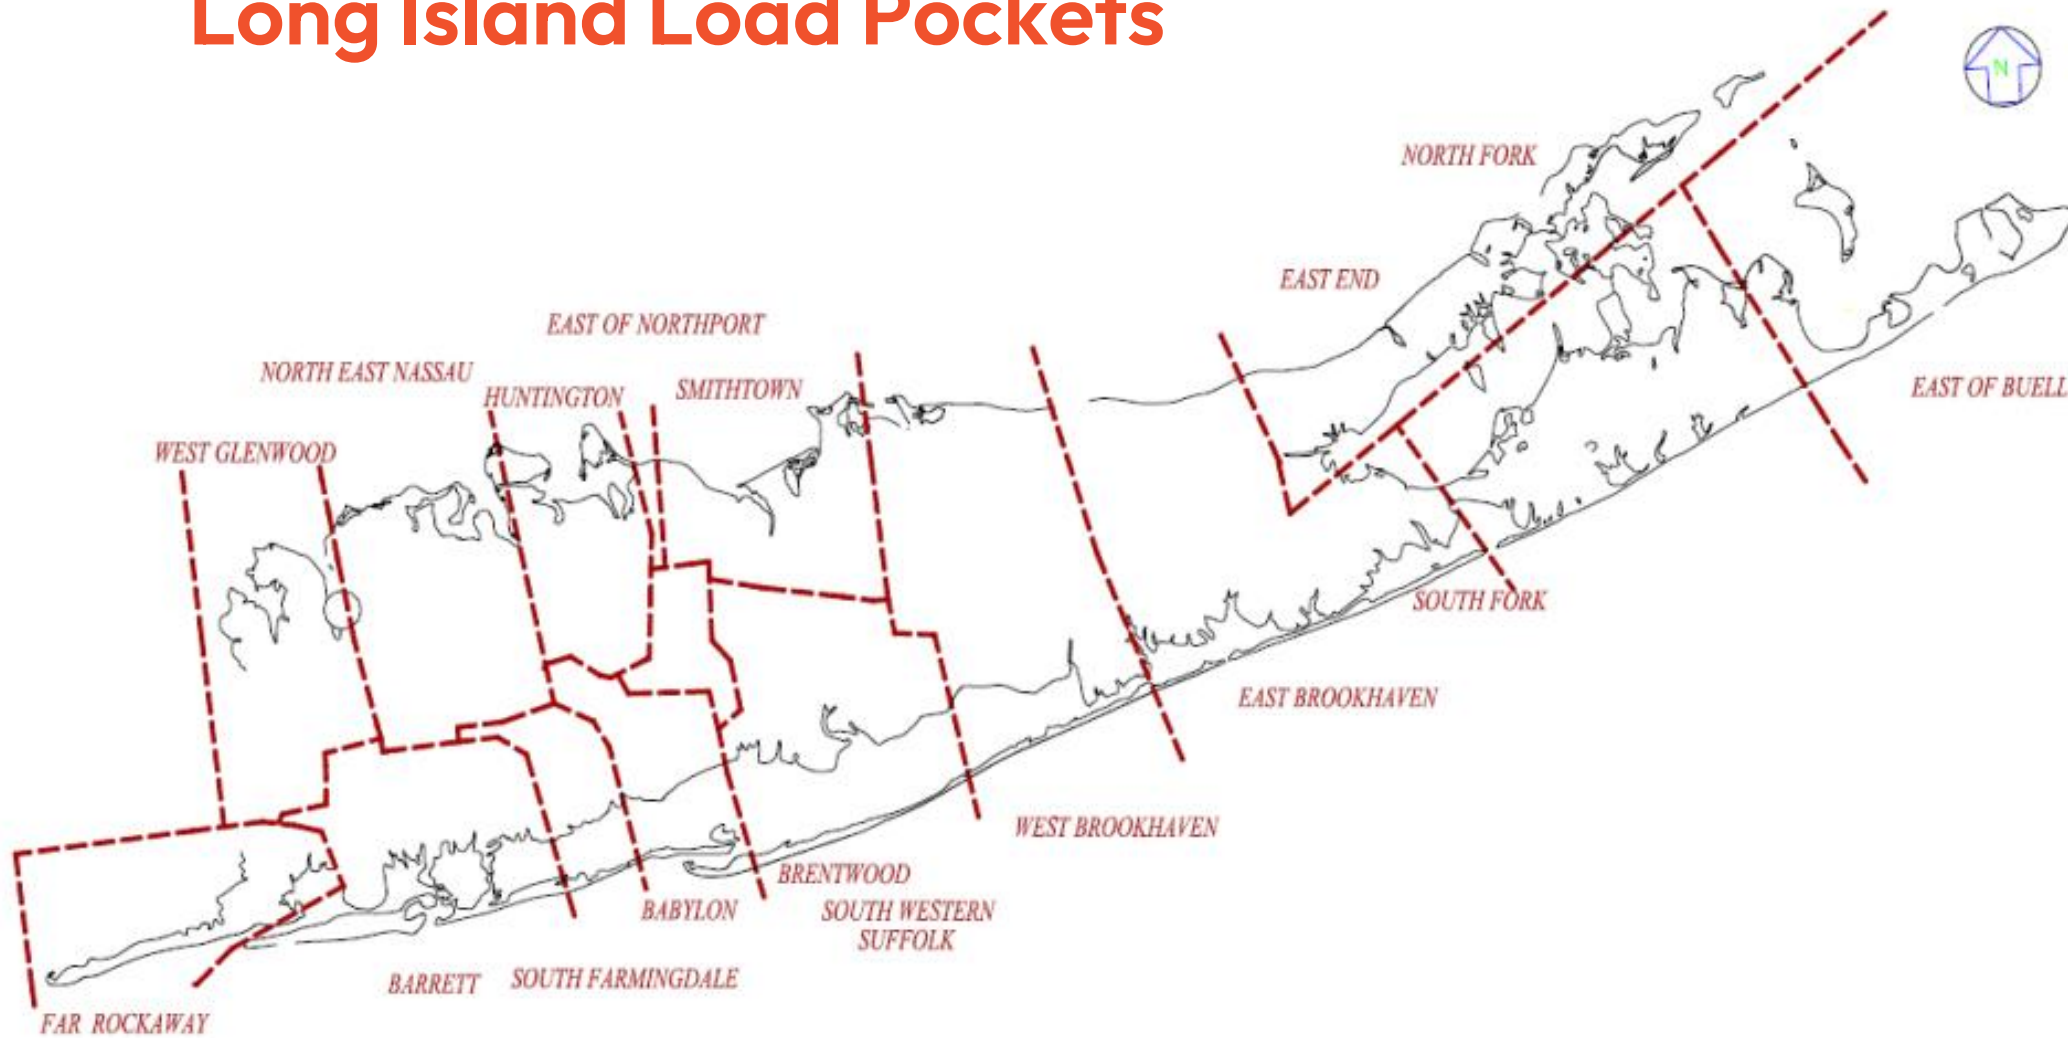 Long Island Load Pockets
N
NORTH FORK
EAST END
EAST OF NORTHPORT
NORTH EAST NASSAU
HUNTINGTON
SMITHTOWN
EAST OF BUELL
WEST GLENWOOD
SOUTH FORK
EAST BROOKHAVEN
WEST BROOKHAVEN
BRENTWOOD
BABYLON
SOUTH WESTERN
SUFFOLK
BARRETT
SOUTH FARMINGDALE
FAR ROCKAWAY